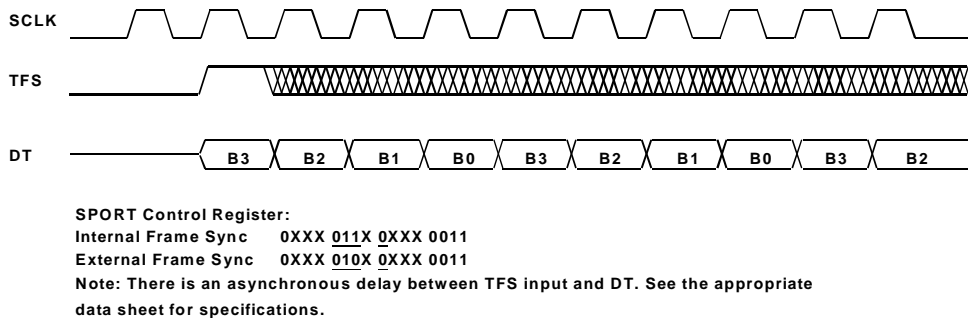 SCLK
TFS
DT
B3 B2 B1 B0 B3 B2 B1 B0 B3 B2
SPORT Control Register:
Internal Frame Sync 0XXX 011X 0XXX 0011
External Frame Sync 0XXX 010X 0XXX 0011
Note: There is an asynchronous delay between TFS input and DT. See the appropriate
data sheet for specifications.